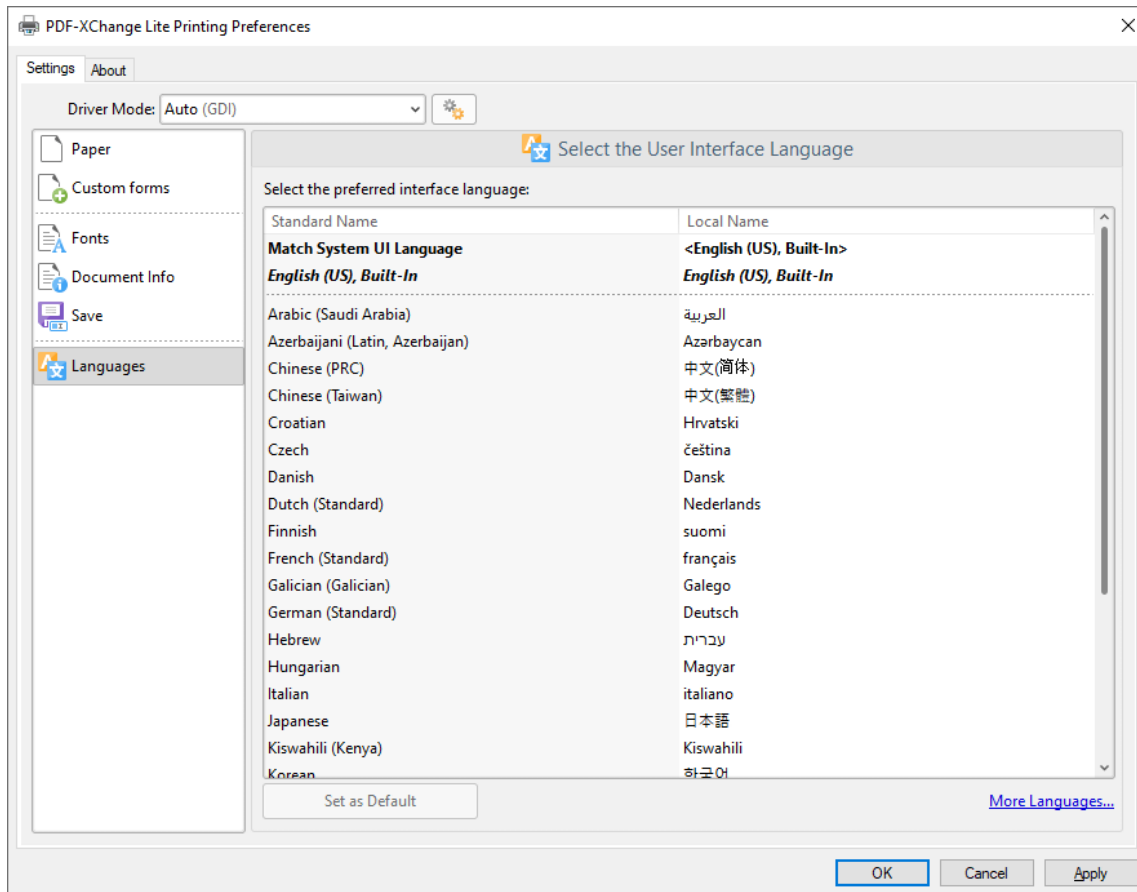 PDF-XChange Lite Printing Preferences
Settings About
Driver Mode: Auto (GDI)
Paper
Custom forms
Fonts
Document Info
Save
Languages
Select the User Interface Language
Select the preferred interface language:
Standard Name Local Name
Match System UI Language <English (US), Built-In>
English (US), Built-In English (US), Built-In
Arabic (Saudi Arabia) العربية
Azerbaijani (Latin, Azerbaijan) Azərbaycan
Chinese (PRC) 中文(简体)
Chinese (Taiwan) 中文(繁體)
Croatian Hrvatski
Czech čeština
Danish Dansk
Dutch (Standard) Nederlands
Finnish suomi
French (Standard) français
Galician (Galician) Galego
German (Standard) Deutsch
Hebrew עברית
Hungarian Magyar
Italian italiano
Japanese 日本語
Kiswahili (Kenya) Kiswahili
Korean 한국어
Set as Default More Languages...
OK Cancel Apply